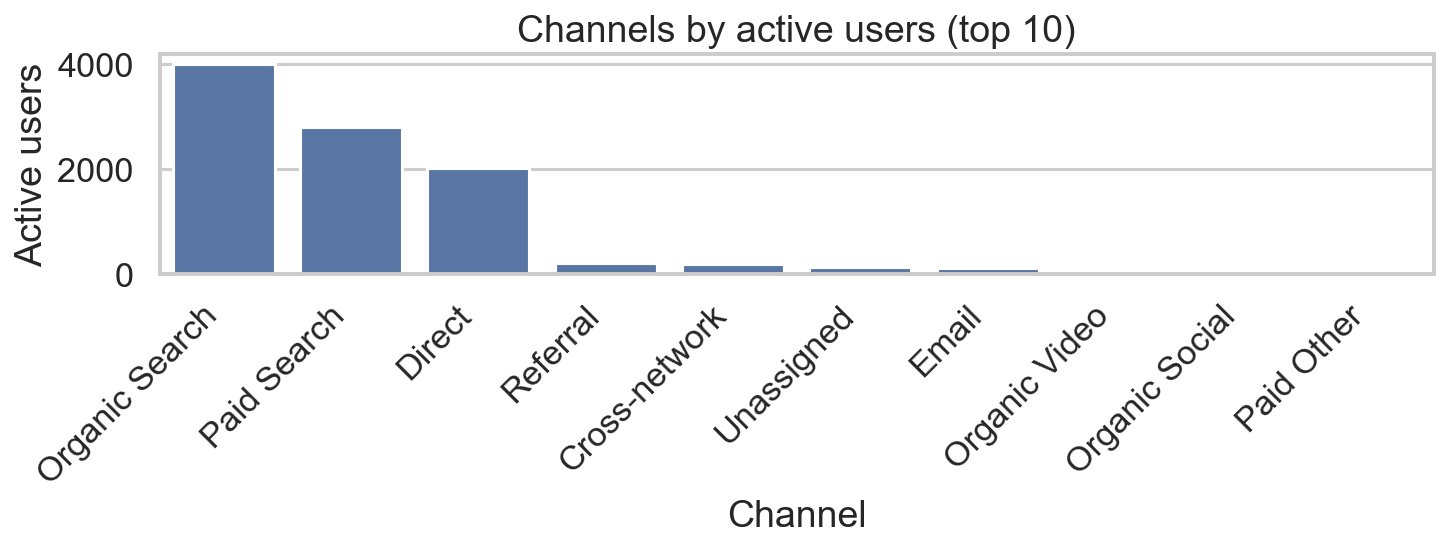 Channels by active users (top 10)
Active users
4000
2000
0
Organic Search
Paid Search
Direct
Referral
Cross-network
Unassigned
Email
Organic Video
Organic Social
Paid Other
Channel